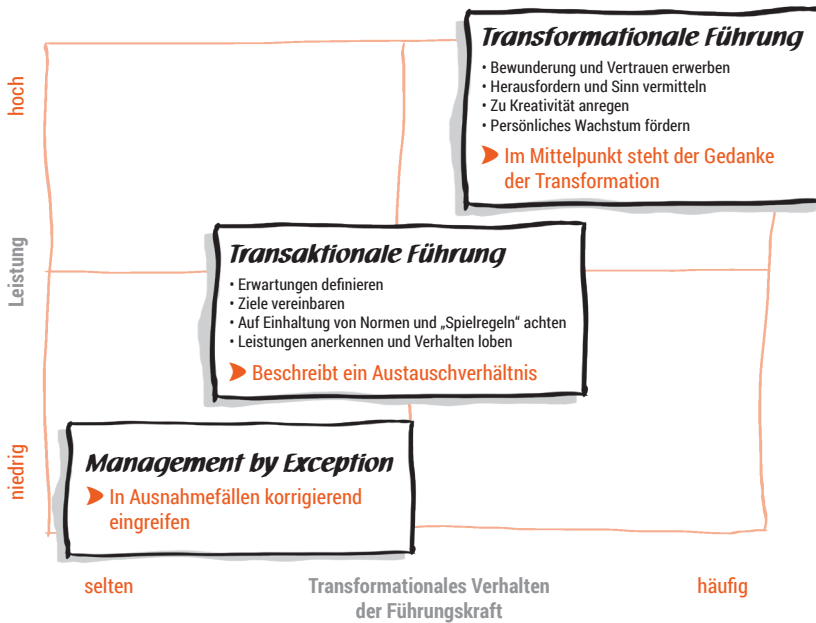 Transformationale Führung
• Bewunderung und Vertrauen erwerben
• Herausfordern und Sinn vermitteln
• Zu Kreativität anregen
• Persönliches Wachstum fördern
➤ Im Mittelpunkt steht der Gedanke
der Transformation
hoch
Leistung
niedrig
Transaktionale Führung
• Erwartungen definieren
• Ziele vereinbaren
• Auf Einhaltung von Normen und „Spielregeln“ achten
• Leistungen anerkennen und Verhalten loben
➤ Beschreibt ein Austauschverhältnis
Management by Exception
➤ In Ausnahmefällen korrigierend
eingreifen
selten
Transformationales Verhalten
der Führungskraft
häufig